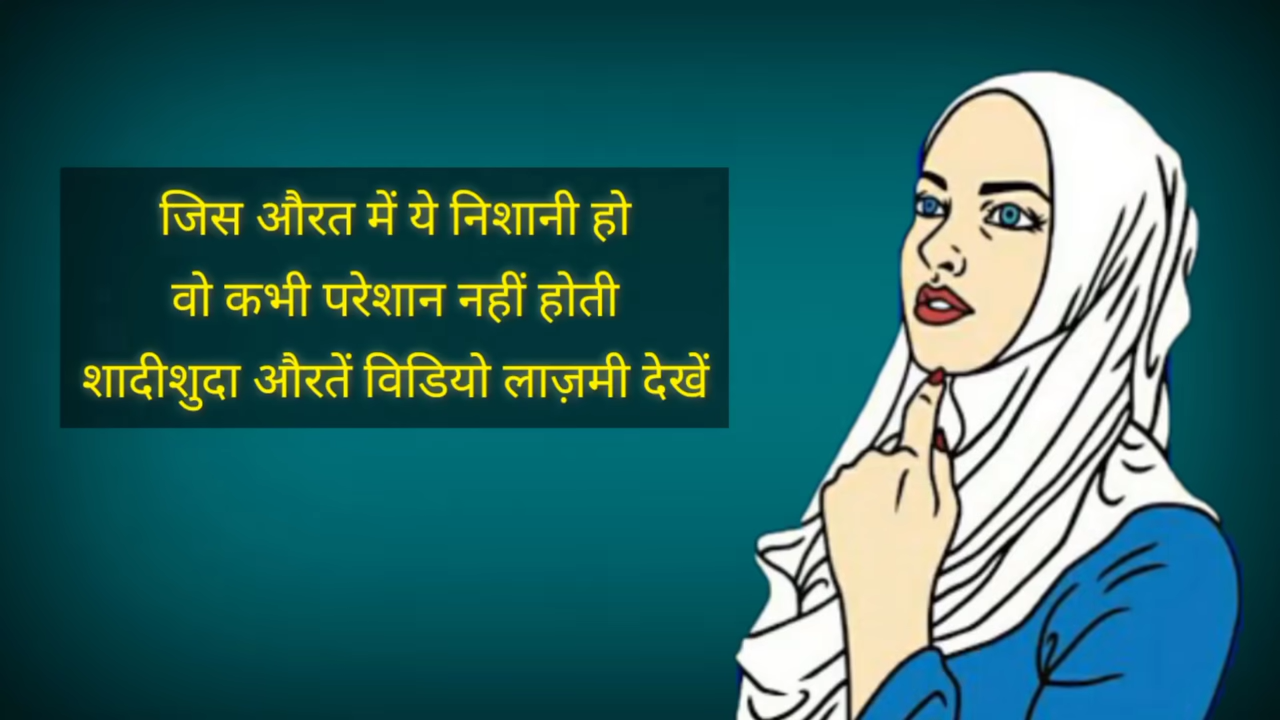 जिस औरत में ये निशानी हो
वो कभी परेशान नहीं होती
शादीशुदा औरतें विडियो लाज़मी देखें